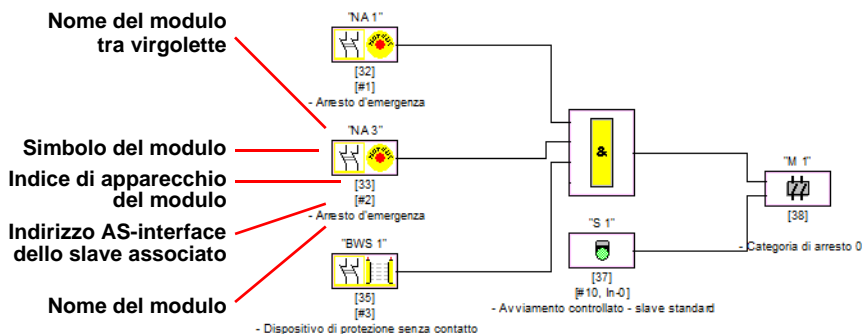 Nome del modulo
tra virgolette
Simbolo del modulo
Indice di apparecchio
del modulo
Indirizzo AS-interface
dello slave associato
Nome del modulo
"NA 1"
[32]
[#1]
- Arresto d'emergenza
"NA 3"
[33]
[#2]
- Arresto d'emergenza
"BWS 1"
[35]
[#3]
- Dispositivo di protezione senza contatto
&
"S 1"
[37]
[#10, In-0]
- Avviamento controllato - slave standard
"M 1"
[38]
- Categoria di arresto 0